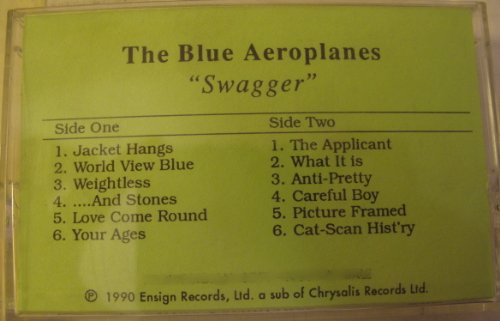 The Blue Aeroplanes
"Swagger"
Side One
1. Jacket Hangs
2. World View Blue
3. Weightless
4. ....And Stones
5. Love Come Round
6. Your Ages
Side Two
1. The Applicant
2. What It is
3. Anti-Pretty
4. Careful Boy
5. Picture Framed
6. Cat-Scan Hist'ry
℗ 1990 Ensign Records, Ltd. a sub of Chrysalis Records Ltd.